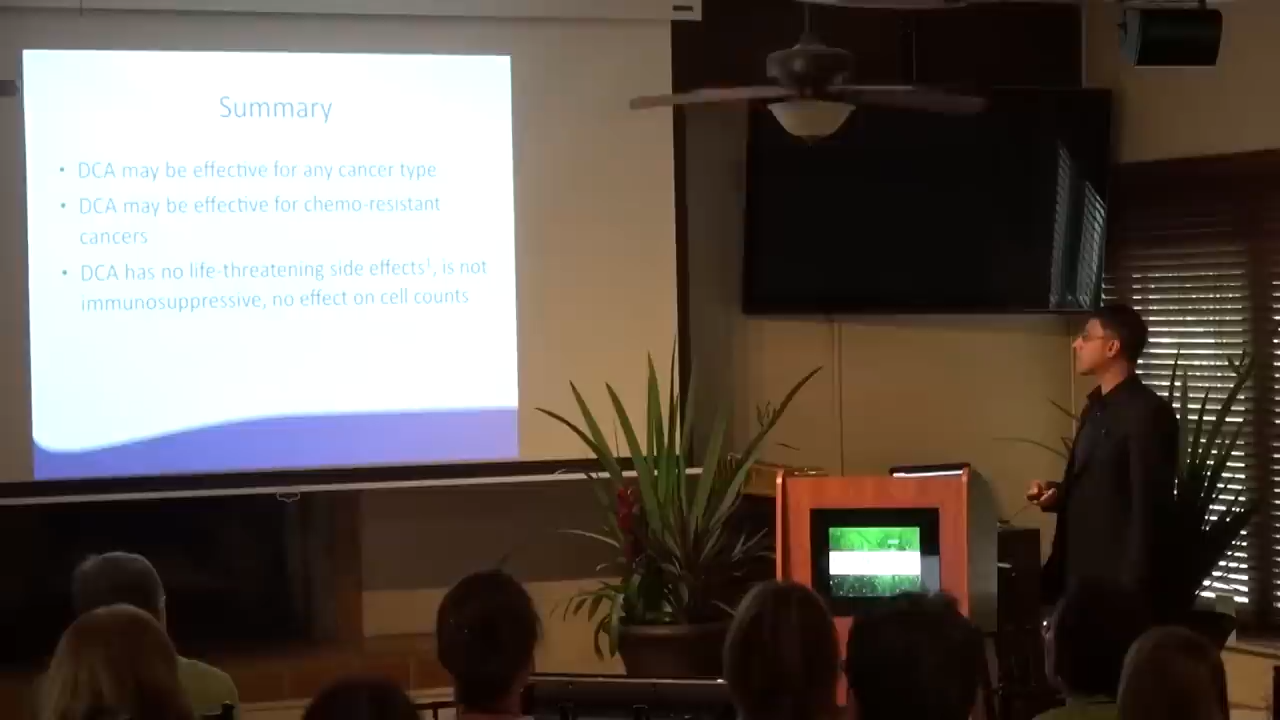 Summary
• DCA may be effective for any cancer type
• DCA may be effective for chemo-resistant
cancers
• DCA has no life-threatening side effects¹, is not
immunosuppressive, no effect on cell counts